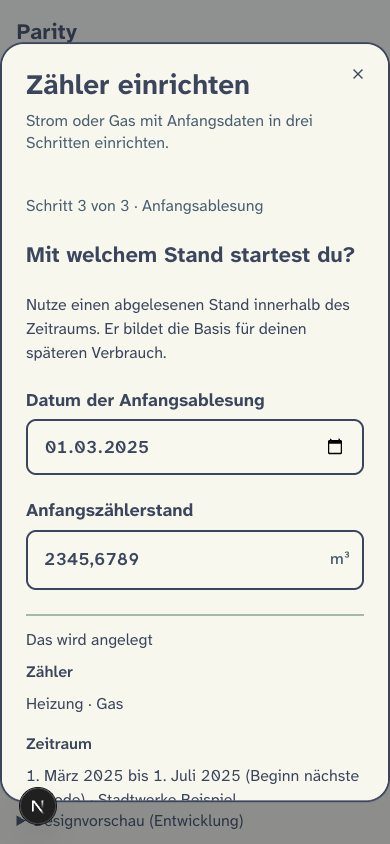 Parity
Zähler einrichten
×
Strom oder Gas mit Anfangsdaten in drei
Schritten einrichten.
Schritt 3 von 3 · Anfangsablesung
Mit welchem Stand startest du?
Nutze einen abgelesenen Stand innerhalb des
Zeitraums. Er bildet die Basis für deinen
späteren Verbrauch.
Datum der Anfangsablesung
01.03.2025
Anfangszählerstand
2345,6789 m³
Das wird angelegt
Zähler
Heizung · Gas
Zeitraum
1. März 2025 bis 1. Juli 2025 (Beginn nächste
· Stadtwerke Beispiel
N
(Entwicklung)